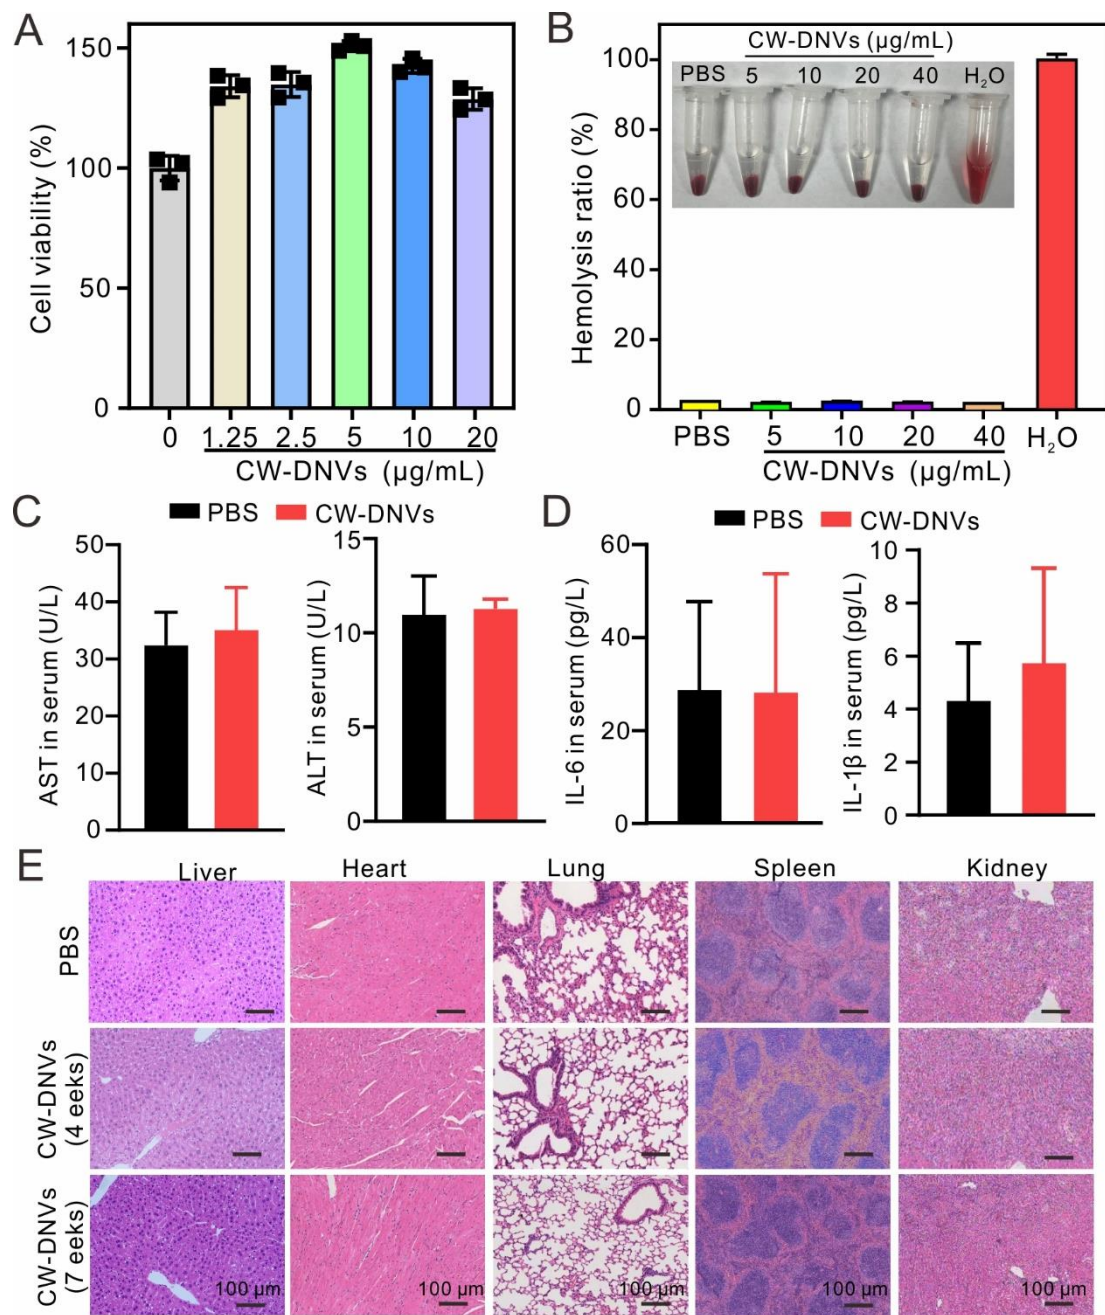 A
Cell viability (%)
150
100
50
0
0 1.25 2.5 5 10 20
CW-DNVs (µg/mL)
B
Hemolysis ratio (%)
100
80
60
40
20
0
CW-DNVs (µg/mL)
PBS 5 10 20 40 H₂O
PBS 5 10 20 40 H₂O
CW-DNVs (µg/mL)
C
PBS CW-DNVs
AST in serum (U/L)
50
40
30
20
10
0
ALT in serum (U/L)
15
10
5
0
D
PBS CW-DNVs
IL-6 in serum (pg/L)
60
40
20
0
IL-1β in serum (pg/L)
10
8
6
4
2
0
E
Liver Heart Lung Spleen Kidney
PBS
CW-DNVs
(4 eeks)
CW-DNVs
(7 eeks)
100 µm 100 µm 100 µm 100 µm 100 µm